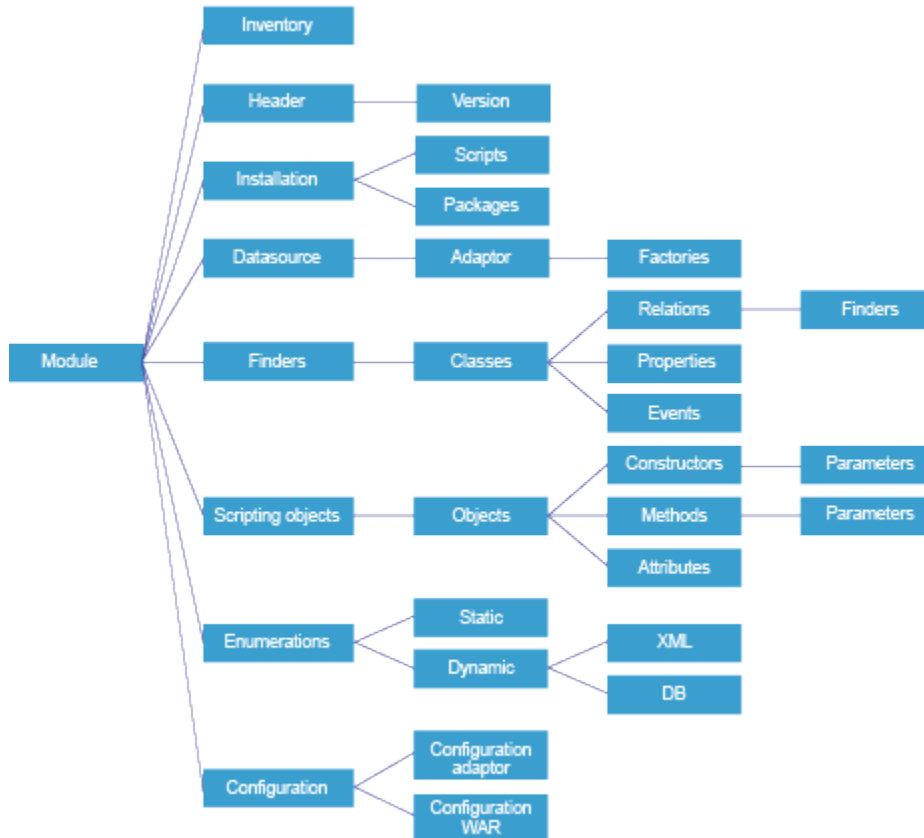 Inventory
Header
Version
Scripts
Installation
Packages
Datasource
Adaptor
Factories
Relations
Finders
Module
Finders
Classes
Properties
Events
Constructors
Parameters
Scripting objects
Objects
Methods
Parameters
Attributes
Static
Enumerations
XML
Dynamic
DB
Configuration
adaptor
Configuration
Configuration
WAR